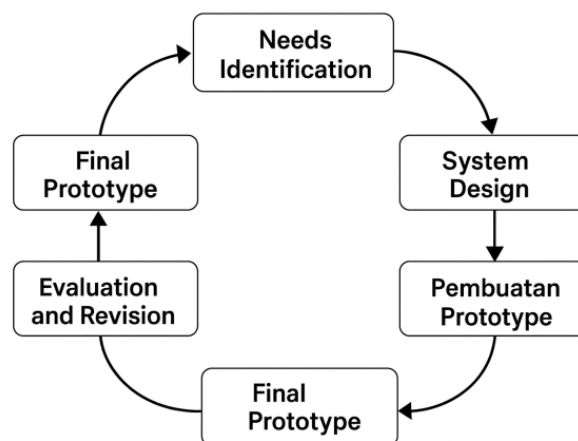 Needs
Identification
System
Design
Pembuatan
Prototype
Final
Prototype
Evaluation
and Revision
Final
Prototype